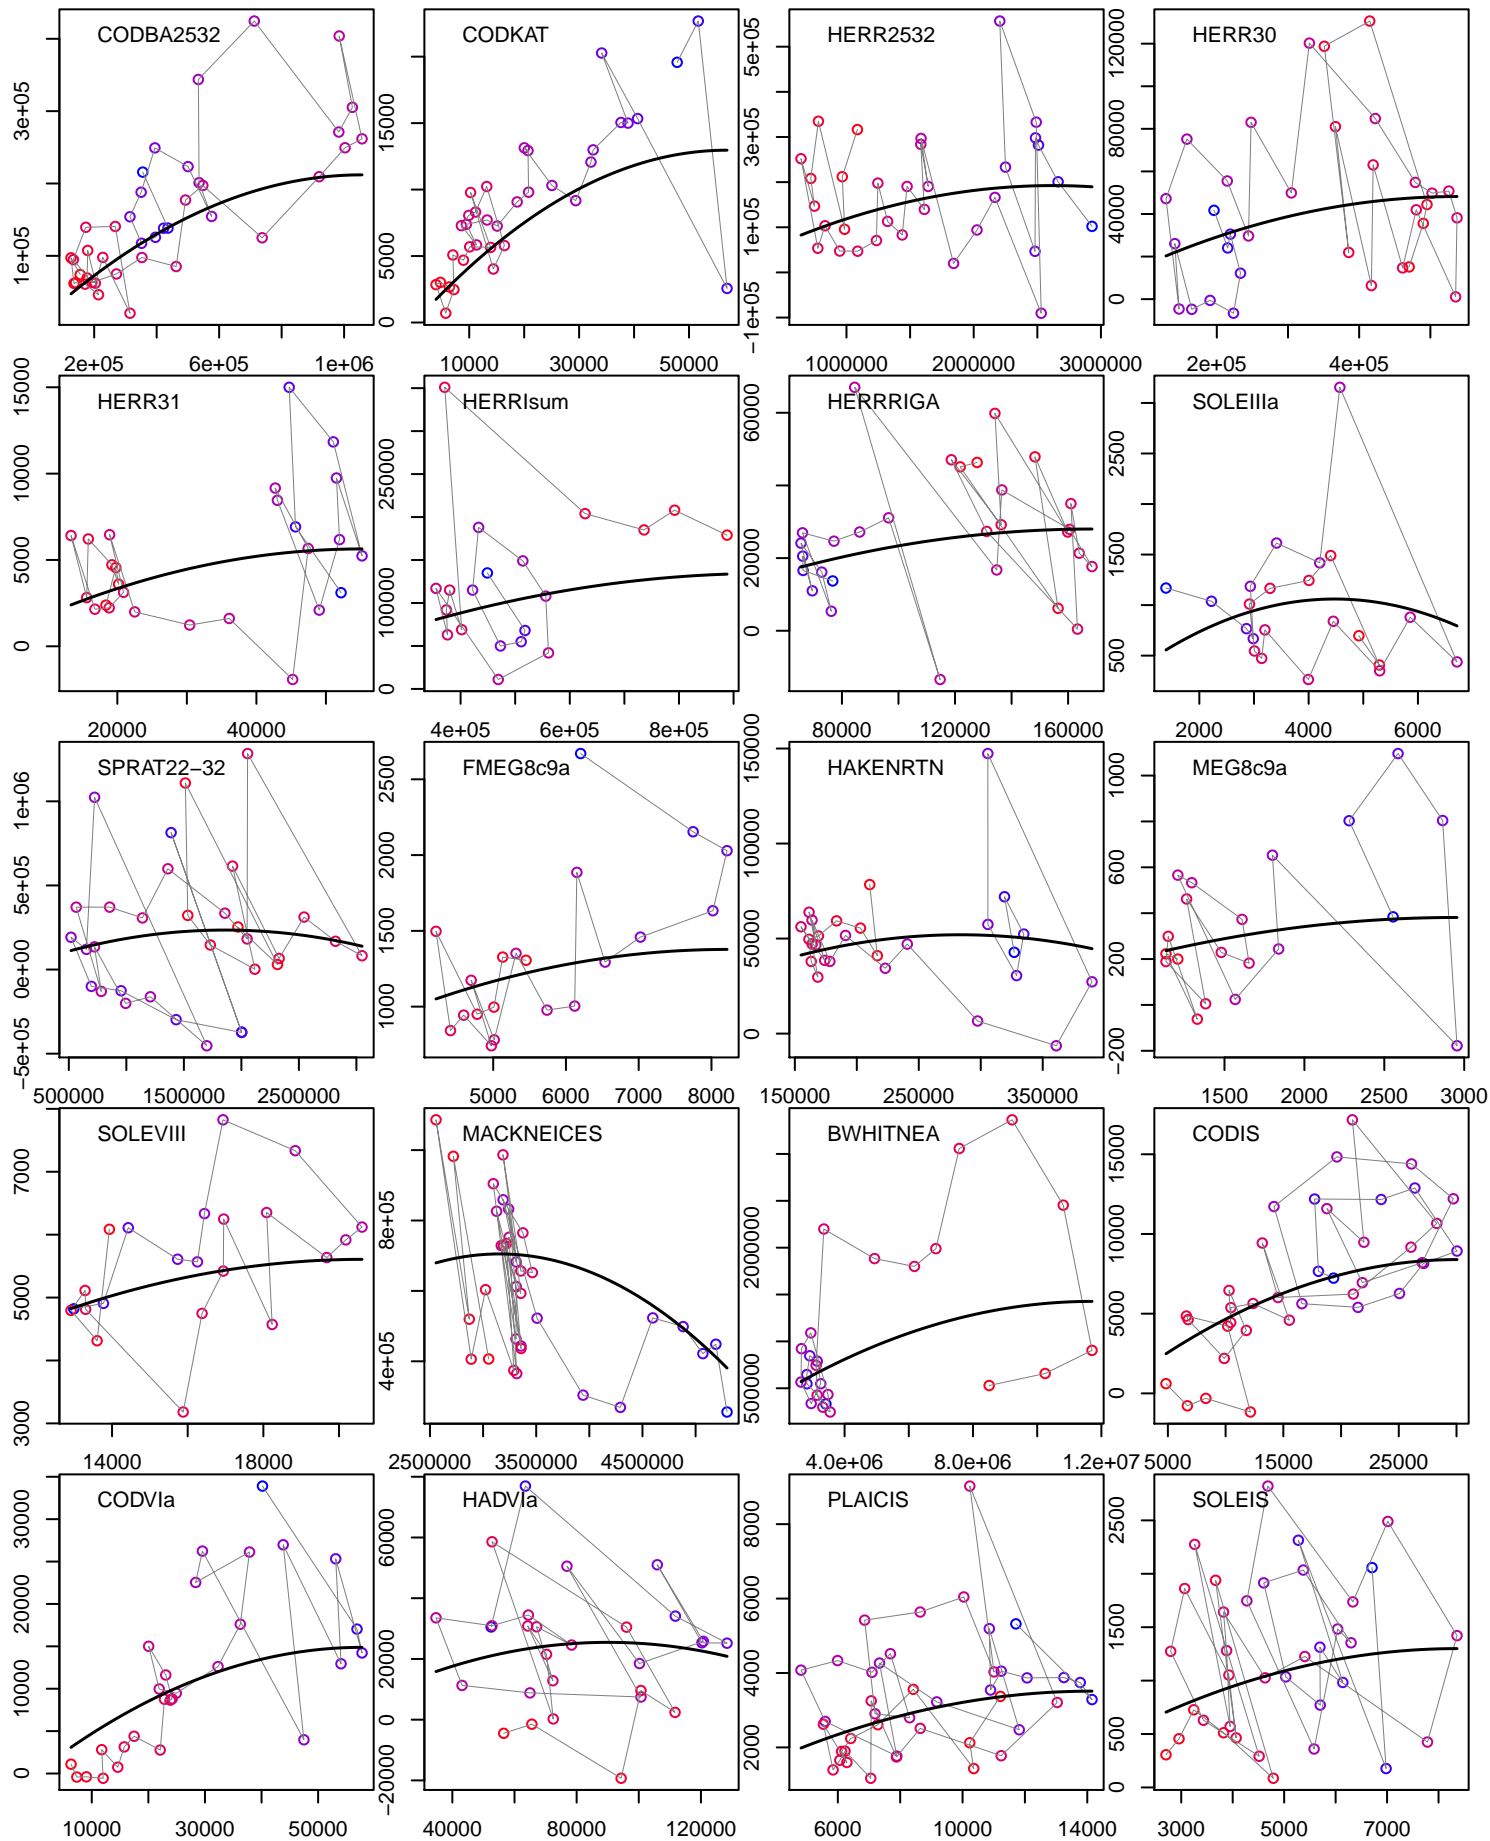 CODBA2532 CODKAT HERR2532 HERR30
1e+05 3e+05
0 5000 15000
−1e+05 1e+05 3e+05 5e+05
0 40000 80000 120000
2e+05 6e+05 1e+06 10000 30000 50000 1000000 2000000 3000000 2e+05 4e+05
HERR31 HERRIsum HERRRIGA SOLEIIIa
0 5000 10000 15000
0 100000 250000
0 20000 60000
500 1500 2500
20000 40000 4e+05 6e+05 8e+05 80000 120000 160000 2000 4000 6000
SPRAT22−32 FMEG8c9a HAKENRTN MEG8c9a
−5e+05 0e+00 5e+05 1e+06
1000 1500 2000 2500
0 50000 100000 150000
−200 200 600 1000
500000 1500000 2500000 5000 6000 7000 8000 150000 250000 350000 1500 2000 2500 3000
SOLEVIII MACKNEICES BWHITNEA CODIS
3000 5000 7000
4e+05 8e+05
500000 2000000
0 5000 10000 15000
14000 18000 2500000 3500000 4500000 4.0e+06 8.0e+06 1.2e+07 5000 15000 25000
CODVIa HADVIa PLAICIS SOLEIS
0 10000 20000 30000
−20000 0 20000 60000
2000 4000 6000 8000
0 500 1500 2500
10000 30000 50000 40000 80000 120000 6000 10000 14000 3000 5000 7000